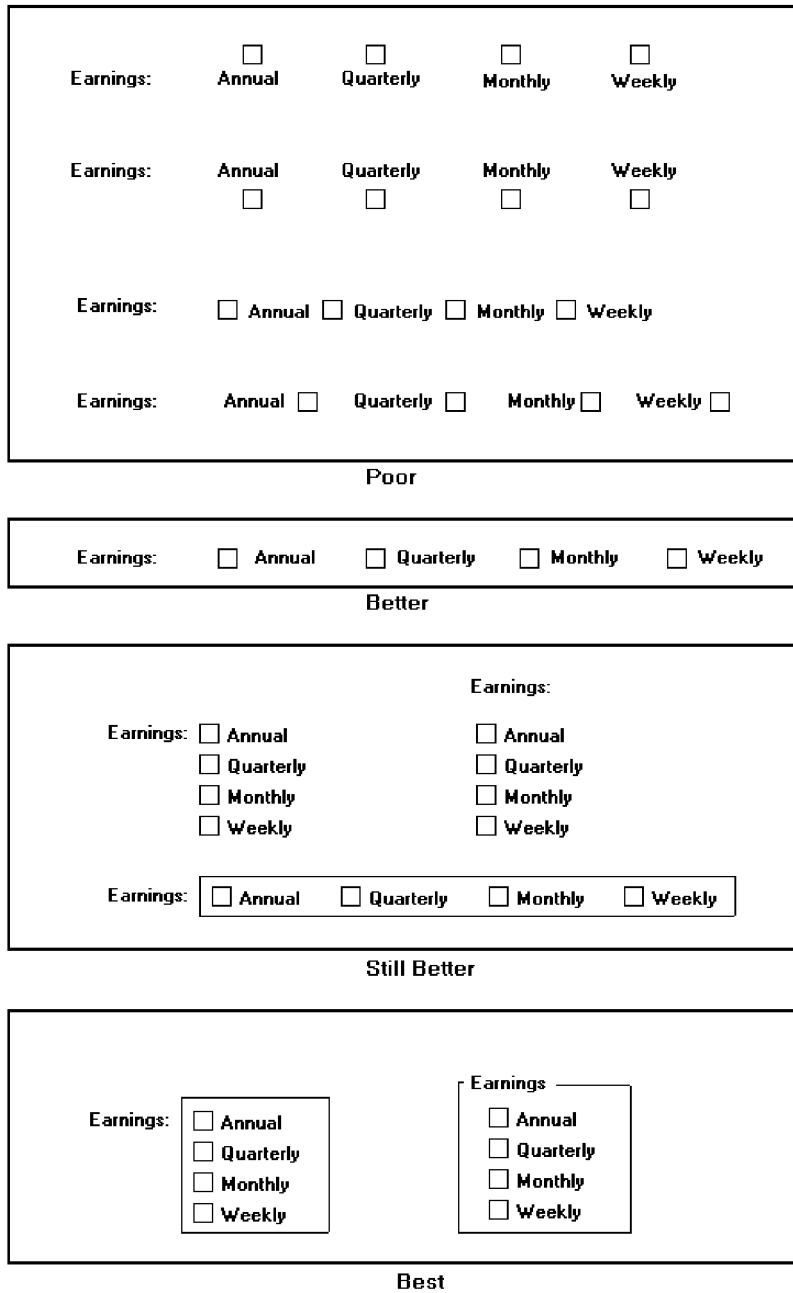 Earnings: Annual Quarterly Monthly Weekly
Earnings: Annual Quarterly Monthly Weekly
Earnings: Annual Quarterly Monthly Weekly
Earnings: Annual Quarterly Monthly Weekly
Poor
Earnings: Annual Quarterly Monthly Weekly
Better
Earnings: Annual
Quarterly
Monthly
Weekly
Earnings:
Annual
Quarterly
Monthly
Weekly
Earnings: Annual Quarterly Monthly Weekly
Still Better
Earnings: Annual
Quarterly
Monthly
Weekly
Earnings
Annual
Quarterly
Monthly
Weekly
Best